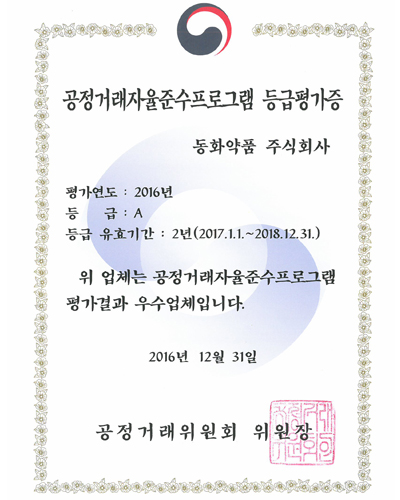 공정거래자율준수프로그램 등급평가증
동화약품 주식회사
평가연도 : 2016년
등 급 : A
등급 유효기간 : 2년(2017.1.1.~2018.12.31.)
위 업체는 공정거래자율준수프로그램
평가결과 우수업체입니다.
2016년 12월 31일
공정거래위원회 위원장